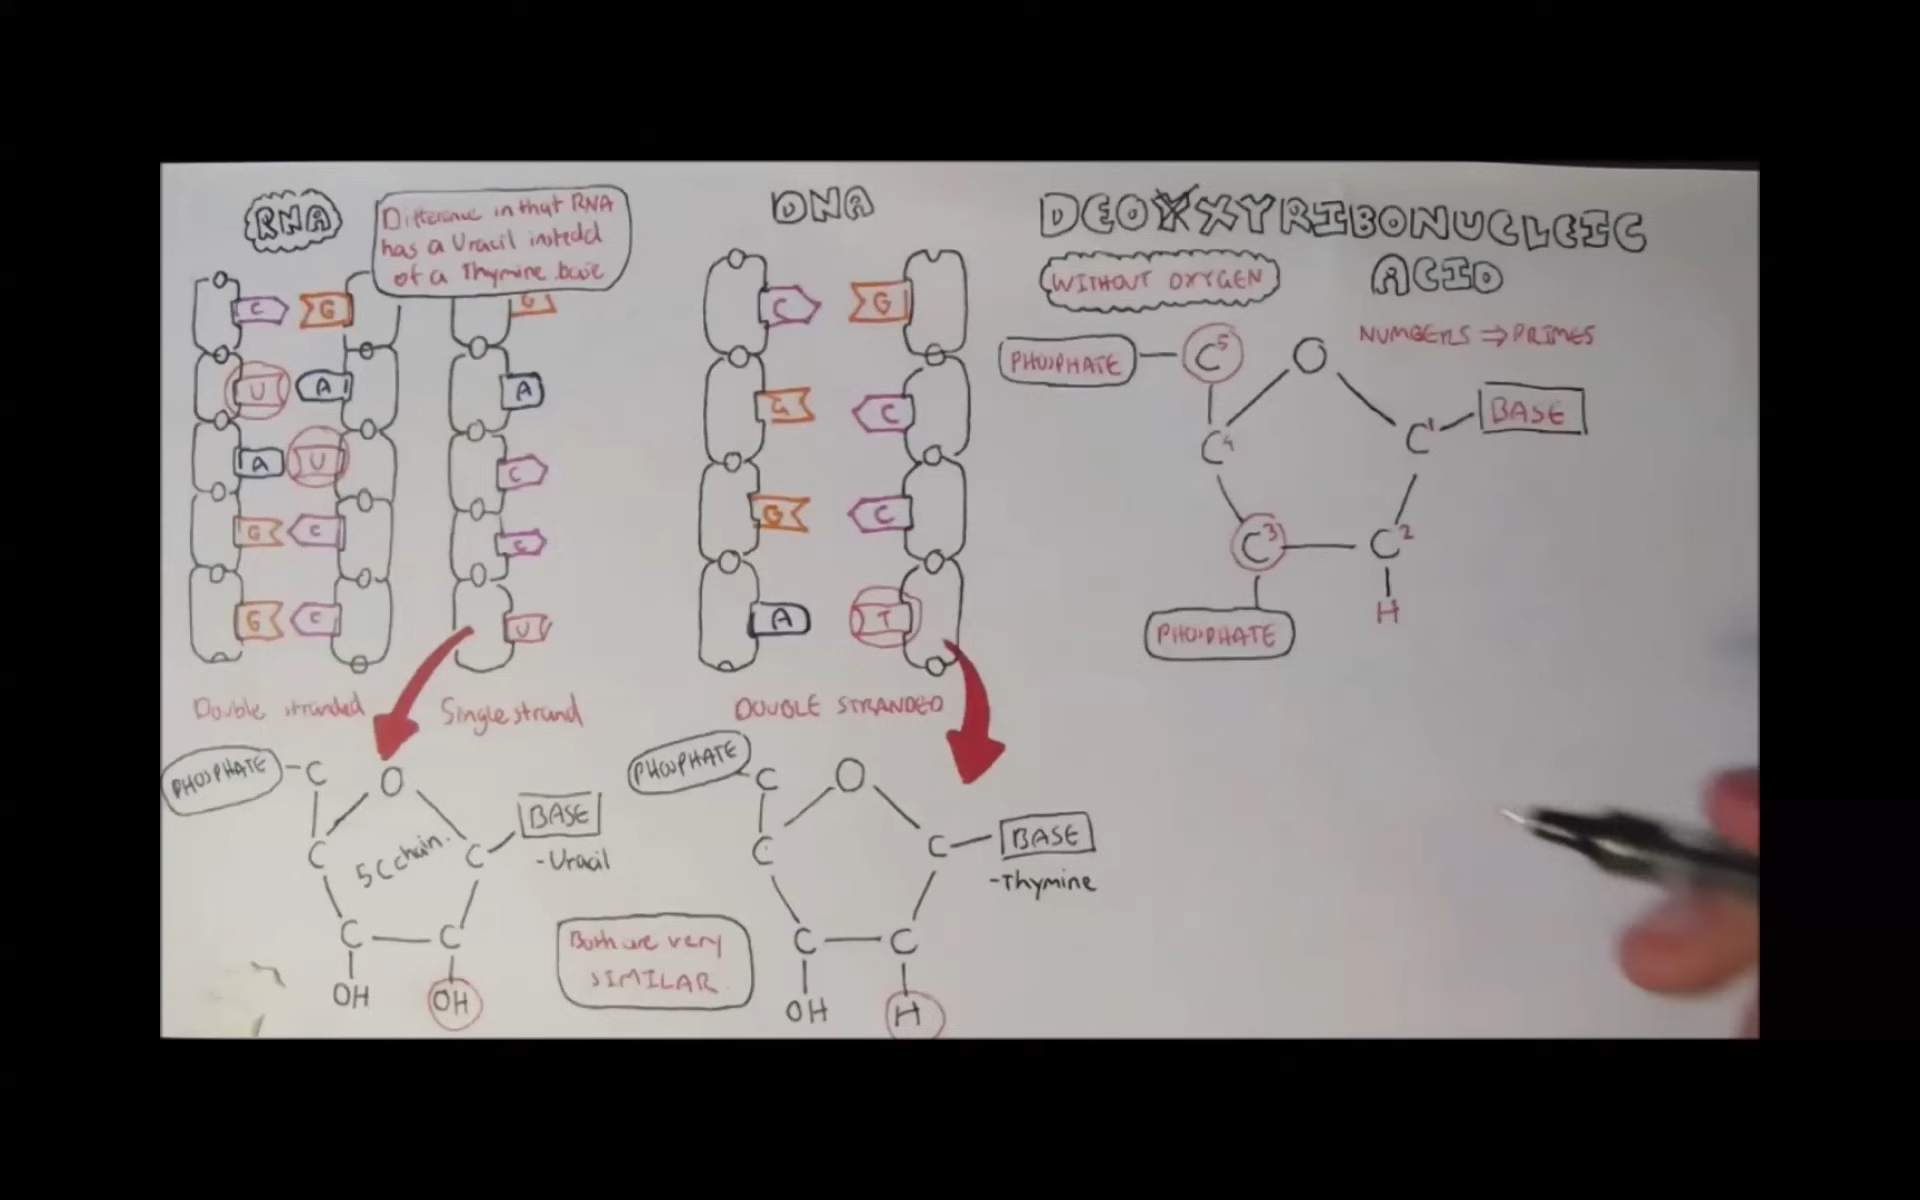 RNA
Difference in that RNA
has a Uracil instead
of a Thymine base
C G G
U A A
A U C
G C C
G C U
Double stranded
Single strand
DNA
C G
G C
G C
A T
DOUBLE STRANDED
DEOXXYRIBONUCLEIC
ACID
WITHOUT OXYGEN
NUMBERS ⇒ PRIMES
PHOSPHATE C⁵ O
C⁴ C¹ BASE
C³ C²
H
PHOSPHATE
PHOSPHATE C O
BASE
- Uracil
C 5C chain. C
C C
OH OH
Both are very
SIMILAR
PHOSPHATE C O
C C BASE
- Thymine
C C
OH H